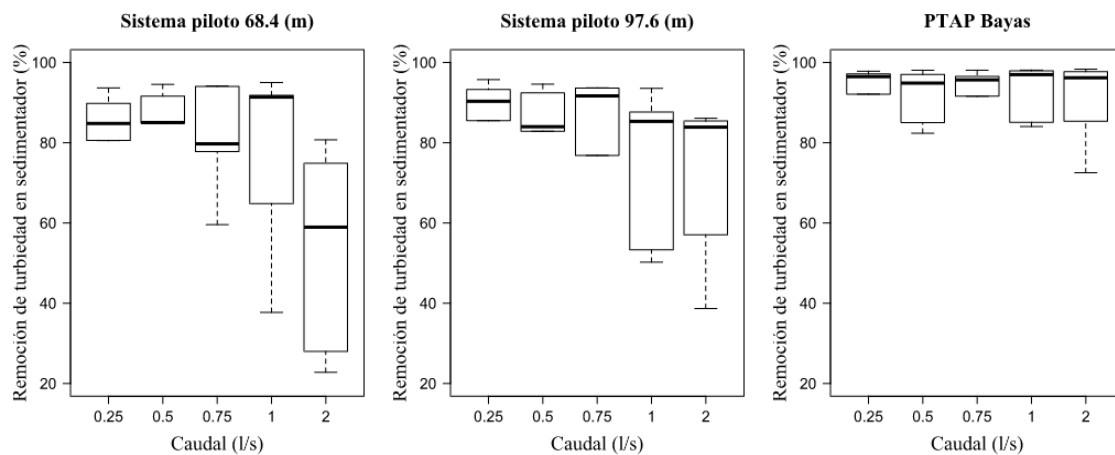 Sistema piloto 68.4 (m)
Remoción de turbiedad en sedimentador (%)
100
80
60
40
20
0.25 0.5 0.75 1 2
Caudal (l/s)
Sistema piloto 97.6 (m)
Remoción de turbiedad en sedimentador (%)
100
80
60
40
20
0.25 0.5 0.75 1 2
Caudal (l/s)
PTAP Bayas
Remoción de turbiedad en sedimentador (%)
100
80
60
40
20
0.25 0.5 0.75 1 2
Caudal (l/s)